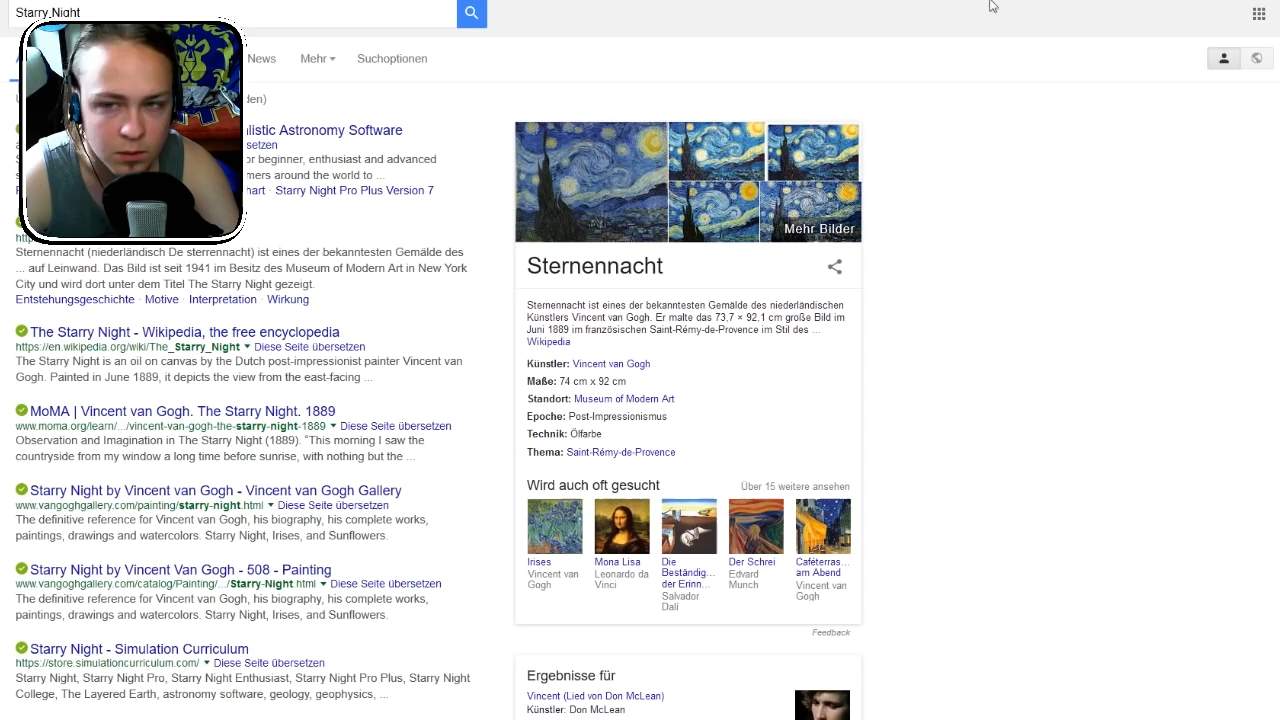 Starry Night
News Mehr Suchoptionen
den)
listic Astronomy Software
setzen
or beginner, enthusiast and advanced
mers around the world to ...
hart · Starry Night Pro Plus Version 7
Sternennacht (niederländisch De sterrennacht) ist eines der bekanntesten Gemälde des
... auf Leinwand. Das Bild ist seit 1941 im Besitz des Museum of Modern Art in New York
City und wird dort unter dem Titel The Starry Night gezeigt.
Entstehungsgeschichte · Motive · Interpretation · Wirkung
The Starry Night - Wikipedia, the free encyclopedia
https://en.wikipedia.org/wiki/The_Starry_Night Diese Seite übersetzen
The Starry Night is an oil on canvas by the Dutch post-impressionist painter Vincent van
Gogh. Painted in June 1889, it depicts the view from the east-facing ...
MoMA | Vincent van Gogh. The Starry Night. 1889
www.moma.org/learn/.../vincent-van-gogh-the-starry-night-1889 Diese Seite übersetzen
Observation and Imagination in The Starry Night (1889). "This morning I saw the
countryside from my window a long time before sunrise, with nothing but the ...
Starry Night by Vincent van Gogh - Vincent van Gogh Gallery
www.vangoghgallery.com/painting/starry-night.html Diese Seite übersetzen
The definitive reference for Vincent van Gogh, his biography, his complete works,
paintings, drawings and watercolors. Starry Night, Irises, and Sunflowers.
Starry Night by Vincent Van Gogh - 508 - Painting
www.vangoghgallery.com/catalog/Painting/.../Starry-Night.html Diese Seite übersetzen
The definitive reference for Vincent van Gogh, his biography, his complete works,
paintings, drawings and watercolors. Starry Night, Irises, and Sunflowers.
Starry Night - Simulation Curriculum
https://store.simulationcurriculum.com/ Diese Seite übersetzen
Starry Night, Starry Night Pro, Starry Night Enthusiast, Starry Night Pro Plus, Starry Night
College, The Layered Earth, astronomy software, geology, geophysics, ...
Mehr Bilder
Sternennacht
Sternennacht ist eines der bekanntesten Gemälde des niederländischen
Künstlers Vincent van Gogh. Er malte das 73,7 × 92,1 cm große Bild im
Juni 1889 im französischen Saint-Rémy-de-Provence im Stil des ...
Wikipedia
Künstler: Vincent van Gogh
Maße: 74 cm x 92 cm
Standort: Museum of Modern Art
Epoche: Post-Impressionismus
Technik: Ölfarbe
Thema: Saint-Rémy-de-Provence
Wird auch oft gesucht Über 15 weitere ansehen
Irises
Vincent van
Gogh
Mona Lisa
Leonardo da
Vinci
Die
Beständig...
der Erinn...
Salvador
Dalí
Der Schrei
Edvard
Munch
Caféterras...
am Abend
Vincent van
Gogh
Feedback
Ergebnisse für
Vincent (Lied von Don McLean)
Künstler: Don McLean